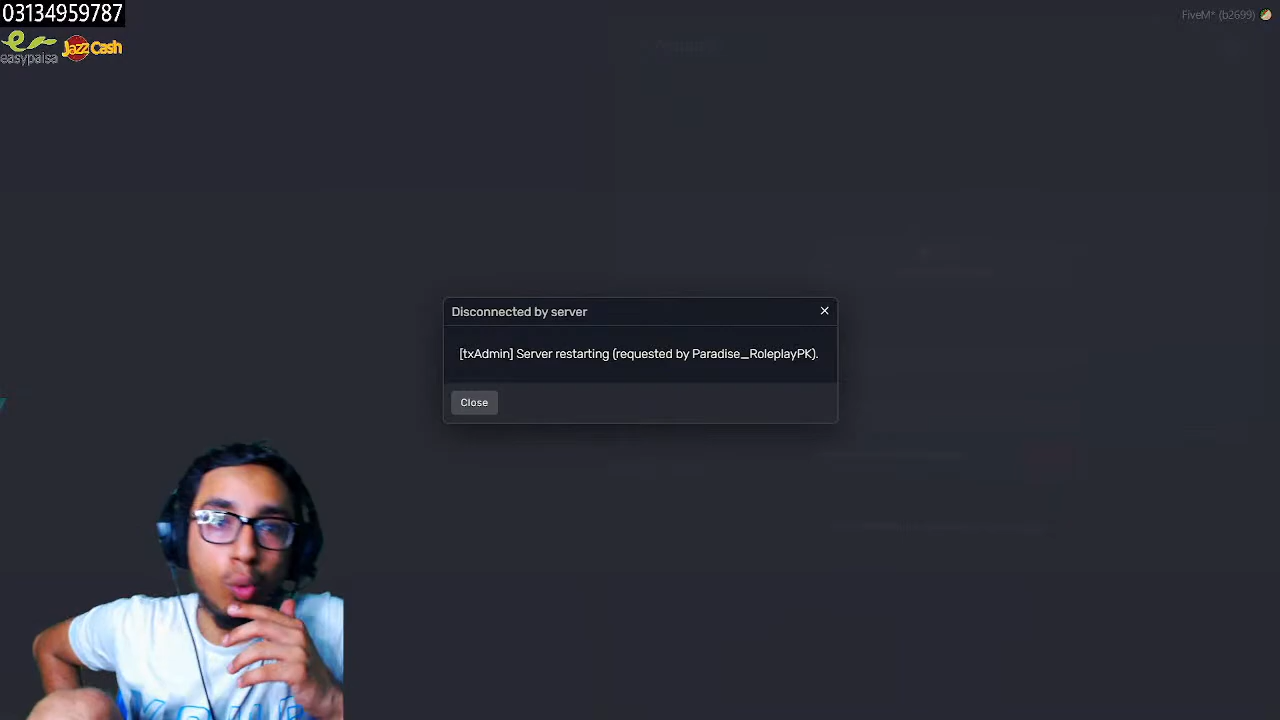 03134959787
FiveM* (b2699)
easypaisa
JazzCash
Disconnected by server
[txAdmin] Server restarting (requested by Paradise_RoleplayPK).
Close